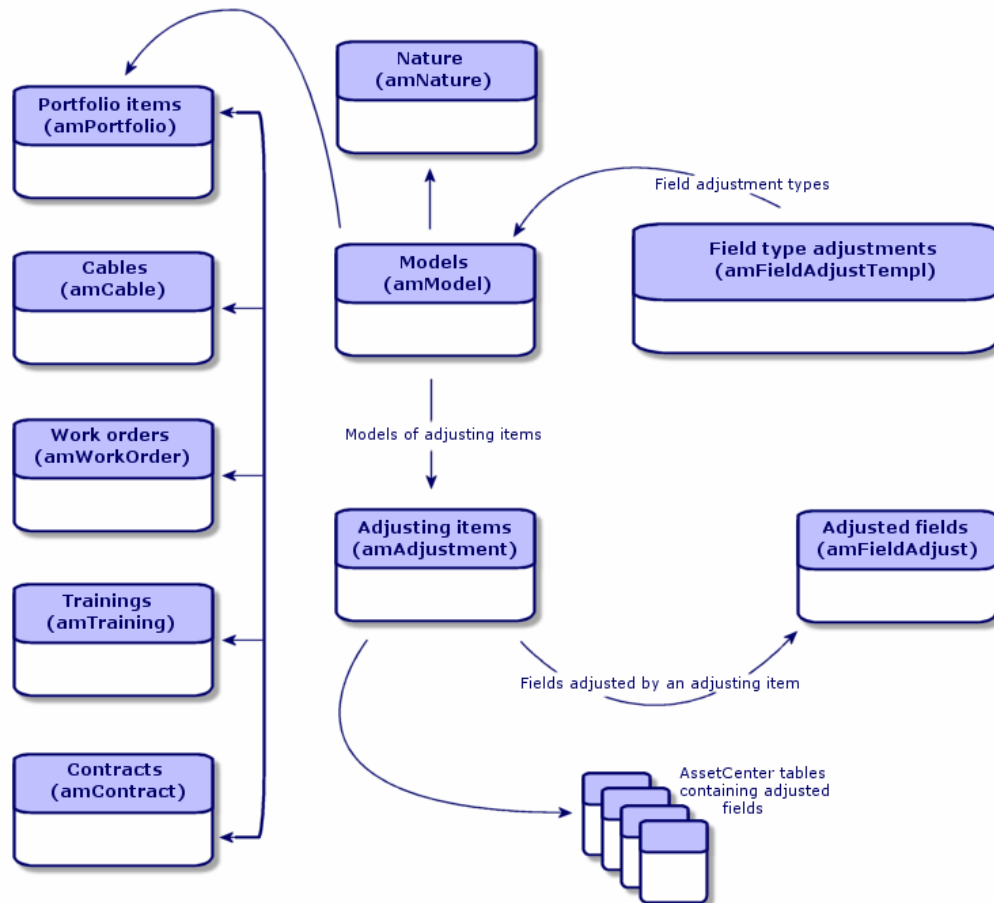 Nature
(amNature)
Portfolio items
(amPortfolio)
Field adjustment types
Cables
(amCable)
Models
(amModel)
Field type adjustments
(amFieldAdjustTempl)
Models of adjusting items
Work orders
(amWorkOrder)
Adjusting items
(amAdjustment)
Adjusted fields
(amFieldAdjust)
Trainings
(amTraining)
Fields adjusted by an adjusting item
Contracts
(amContract)
AssetCenter tables
containing adjusted
fields